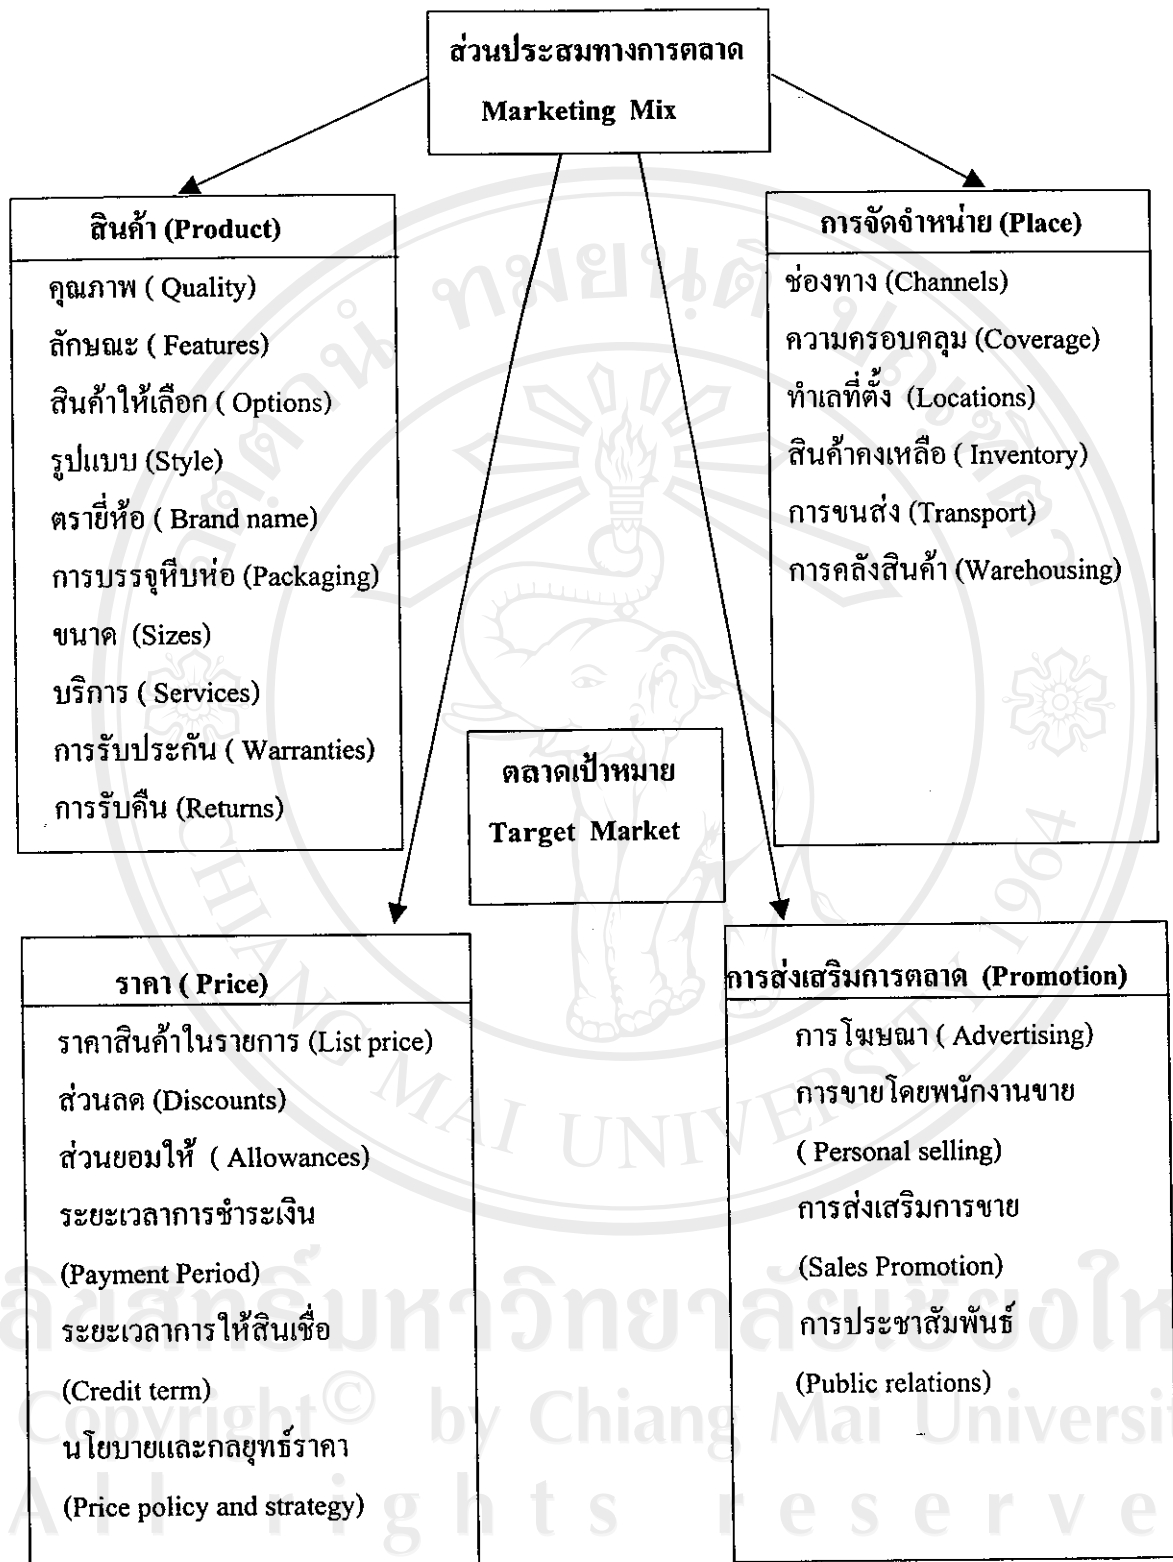 ส่วนประสมทางการตลาด
Marketing Mix
สินค้า (Product)
คุณภาพ ( Quality)
ลักษณะ ( Features)
สินค้าให้เลือก ( Options)
รูปแบบ (Style)
ตรายี่ห้อ ( Brand name)
การบรรจุหีบห่อ (Packaging)
ขนาด (Sizes)
บริการ ( Services)
การรับประกัน ( Warranties)
การรับคืน (Returns)
การจัดจำหน่าย (Place)
ช่องทาง (Channels)
ความครอบคลุม (Coverage)
ทำเลที่ตั้ง (Locations)
สินค้าคงเหลือ ( Inventory)
การขนส่ง (Transport)
การคลังสินค้า (Warehousing)
ตลาดเป้าหมาย
Target Market
ราคา ( Price)
ราคาสินค้าในรายการ (List price)
ส่วนลด (Discounts)
ส่วนยอมให้ ( Allowances)
ระยะเวลาการชำระเงิน
(Payment Period)
ระยะเวลาการให้สินเชื่อ
(Credit term)
นโยบายและกลยุทธ์ราคา
(Price policy and strategy)
การส่งเสริมการตลาด (Promotion)
การโฆษณา ( Advertising)
การขายโดยพนักงานขาย
( Personal selling)
การส่งเสริมการขาย
(Sales Promotion)
การประชาสัมพันธ์
(Public relations)
CHIANG MAI UNIVERSITY 1964
ลิขสิทธิ์มหาวิทยาลัยเชียงให
Copyright© by Chiang Mai Universit
All rights reserve